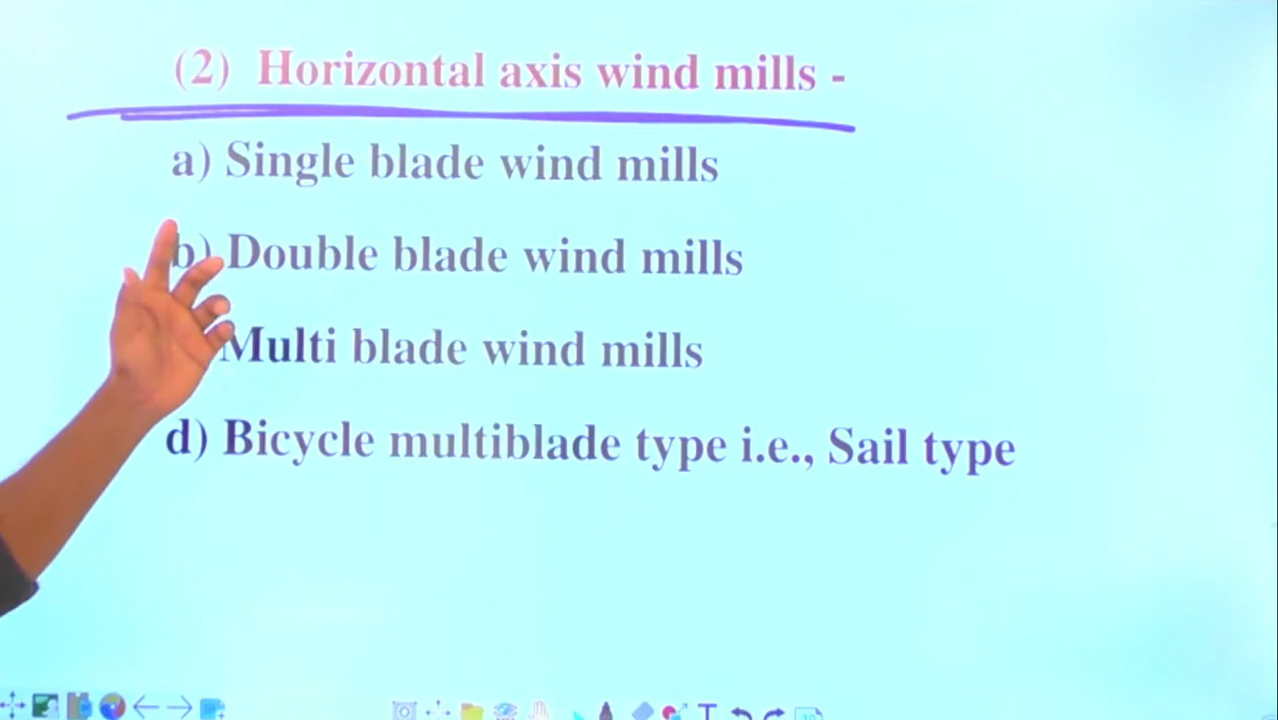 (2) Horizontal axis wind mills -
a) Single blade wind mills
b) Double blade wind mills
Multi blade wind mills
d) Bicycle multiblade type i.e., Sail type